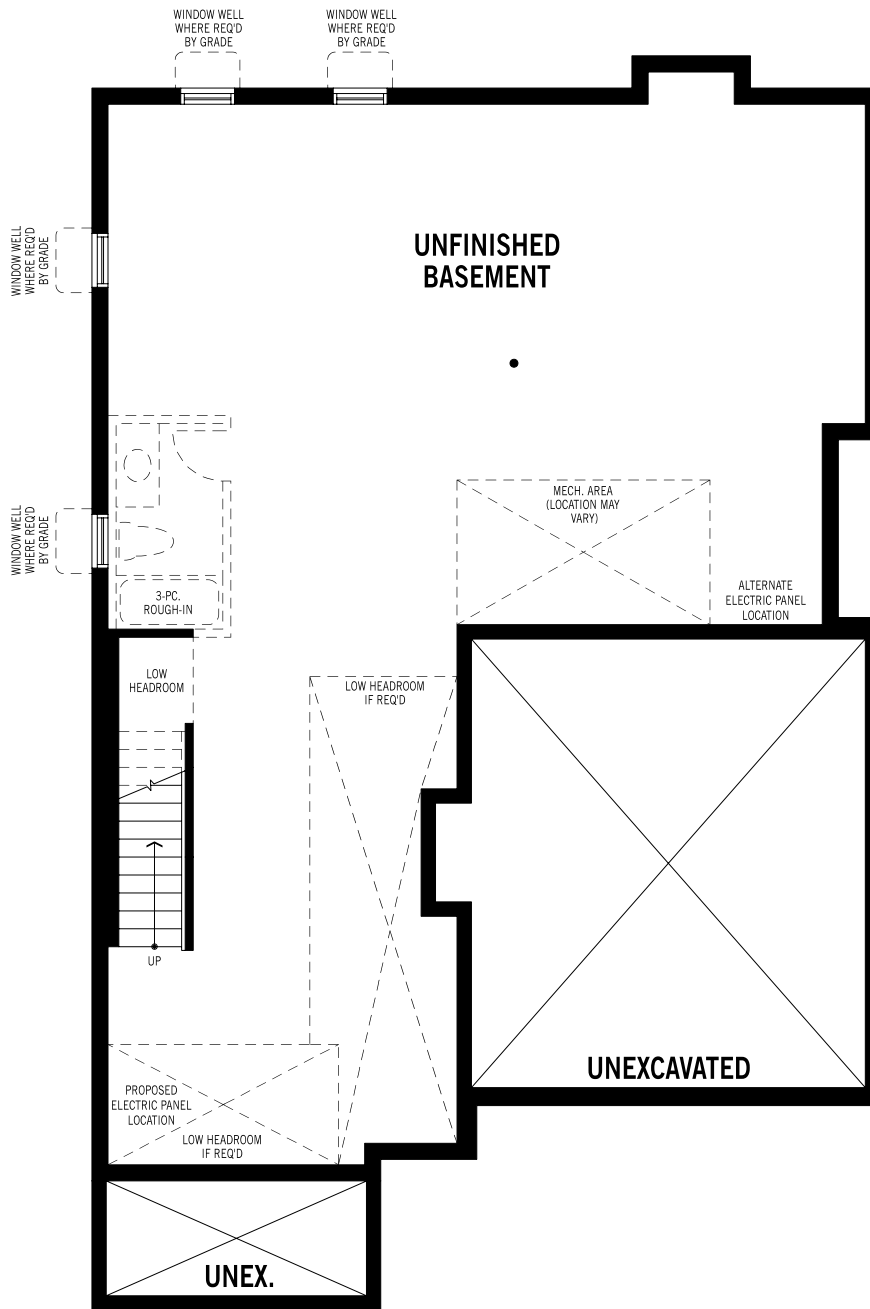 WINDOW WELL
WHERE REQ'D
BY GRADE
WINDOW WELL
WHERE REQ'D
BY GRADE
WINDOW WELL
WHERE REQ'D
BY GRADE
UNFINISHED
BASEMENT
MECH. AREA
(LOCATION MAY
VARY)
WINDOW WELL
WHERE REQ'D
BY GRADE
3-PC.
ROUGH-IN
ALTERNATE
ELECTRIC PANEL
LOCATION
LOW
HEADROOM
LOW HEADROOM
IF REQ'D
UP
UNEXCAVATED
PROPOSED
ELECTRIC PANEL
LOCATION
LOW HEADROOM
IF REQ'D
UNEX.